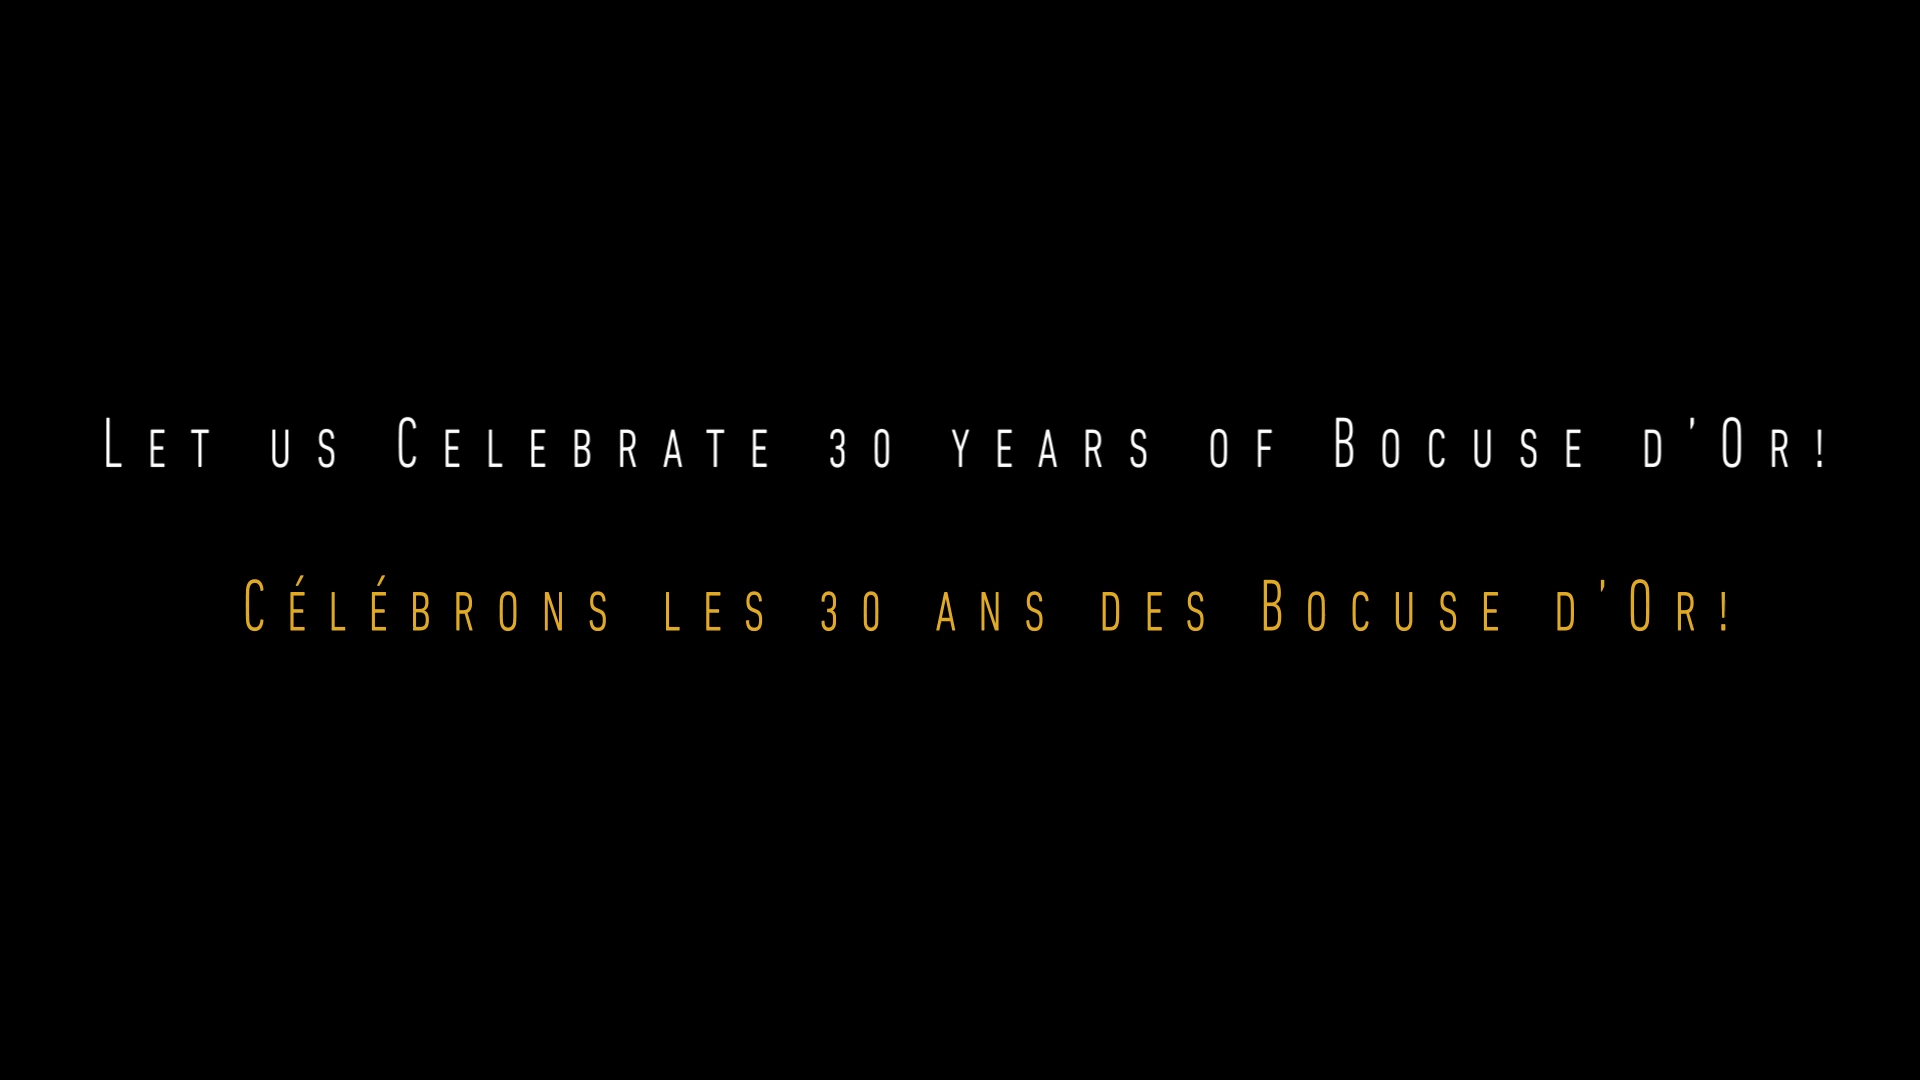 Let us Celebrate 30 years of Bocuse d’Or!
Célébrons les 30 ans des Bocuse d’Or!